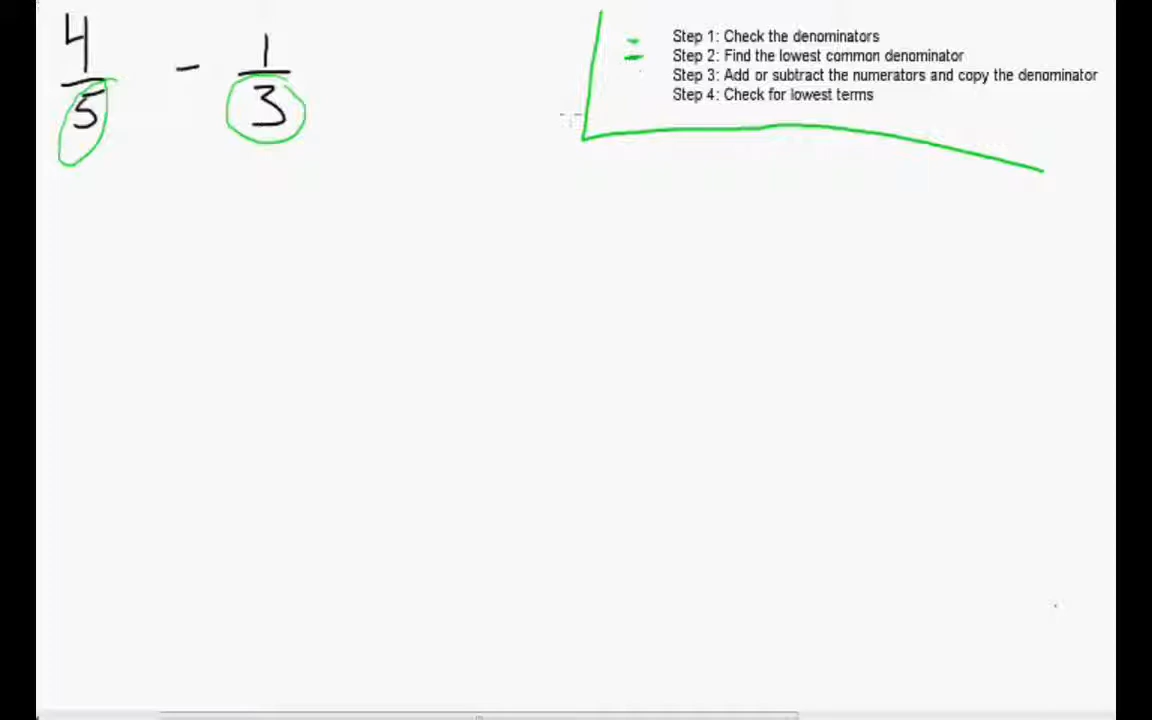 4/5 - 1/3
Step 1: Check the denominators
Step 2: Find the lowest common denominator
Step 3: Add or subtract the numerators and copy the denominator
Step 4: Check for lowest terms